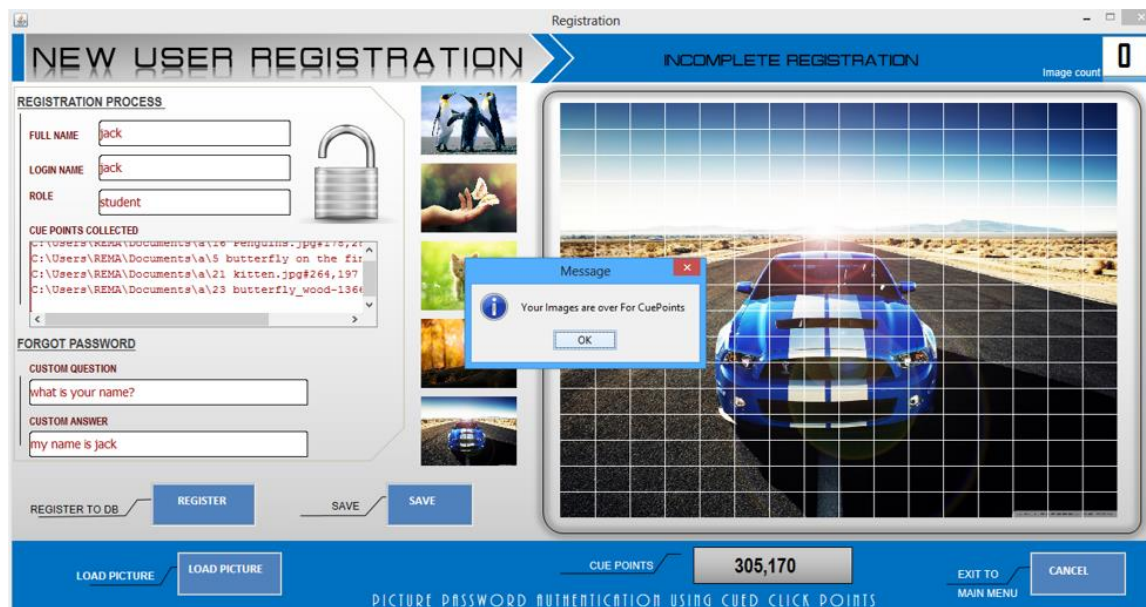 Registration
NEW USER REGISTRATION
INCOMPLETE REGISTRATION
Image count
0
REGISTRATION PROCESS
FULL NAME
jack
LOGIN NAME
jack
ROLE
student
CUE POINTS COLLECTED
C:\Users\REMA\Documents\a\16 Penguins.jpg#178,2
C:\Users\REMA\Documents\a\5 butterfly on the fin
C:\Users\REMA\Documents\a\21 kitten.jpg#264,197
C:\Users\REMA\Documents\a\23 butterfly_wood-136
Message
Your Images are over For CuePoints
OK
FORGOT PASSWORD
CUSTOM QUESTION
what is your name?
CUSTOM ANSWER
my name is jack
REGISTER TO DB
REGISTER
SAVE
SAVE
LOAD PICTURE
LOAD PICTURE
CUE POINTS
305,170
EXIT TO
MAIN MENU
CANCEL
PICTURE PASSWORD AUTHENTICATION USING CUED CLICK POINTS